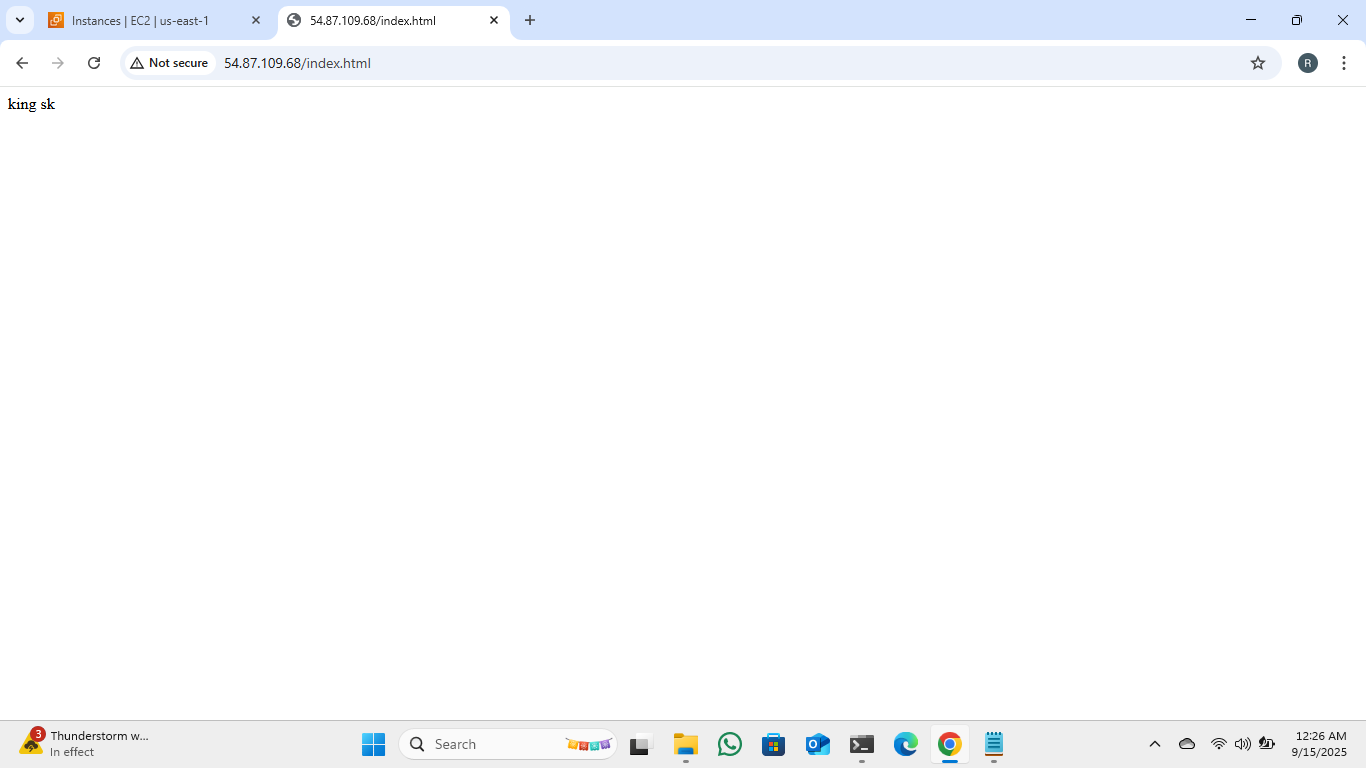 Instances | EC2 | us-east-1
54.87.109.68/index.html
Not secure
54.87.109.68/index.html
R
king sk
3
Thunderstorm w...
In effect
Search
12:26 AM
9/15/2025